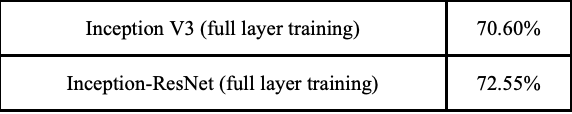 Inception V3 (full layer training) 70.60%
Inception-ResNet (full layer training) 72.55%